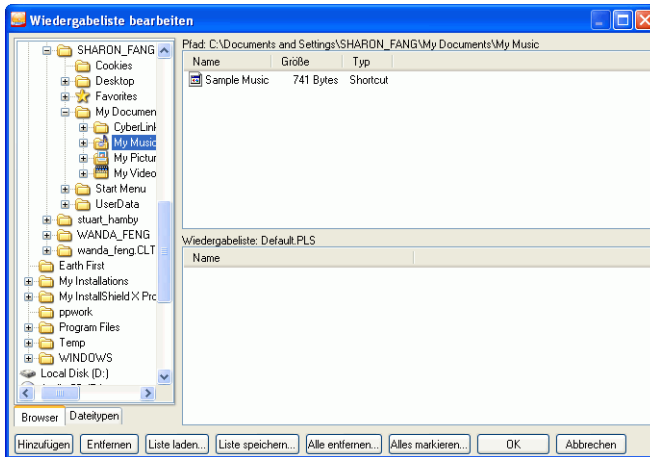 Wiedergabeliste bearbeiten
SHARON_FANG
Cookies
Desktop
Favorites
My Documen
CyberLink
My Music
My Pictur
My Video
Start Menu
UserData
stuart_hamby
WANDA_FENG
wanda_feng.CLT
Earth First
My Installations
My InstallShield X Pro
ppwork
Program Files
Temp
WINDOWS
Local Disk (D:)
Browser Dateitypen
Pfad: C:\Documents and Settings\SHARON_FANG\My Documents\My Music
Name Größe Typ
Sample Music 741 Bytes Shortcut
Wiedergabeliste: Default.PLS
Name
Hinzufügen Entfernen Liste laden... Liste speichern... Alle entfernen... Alles markieren... OK Abbrechen